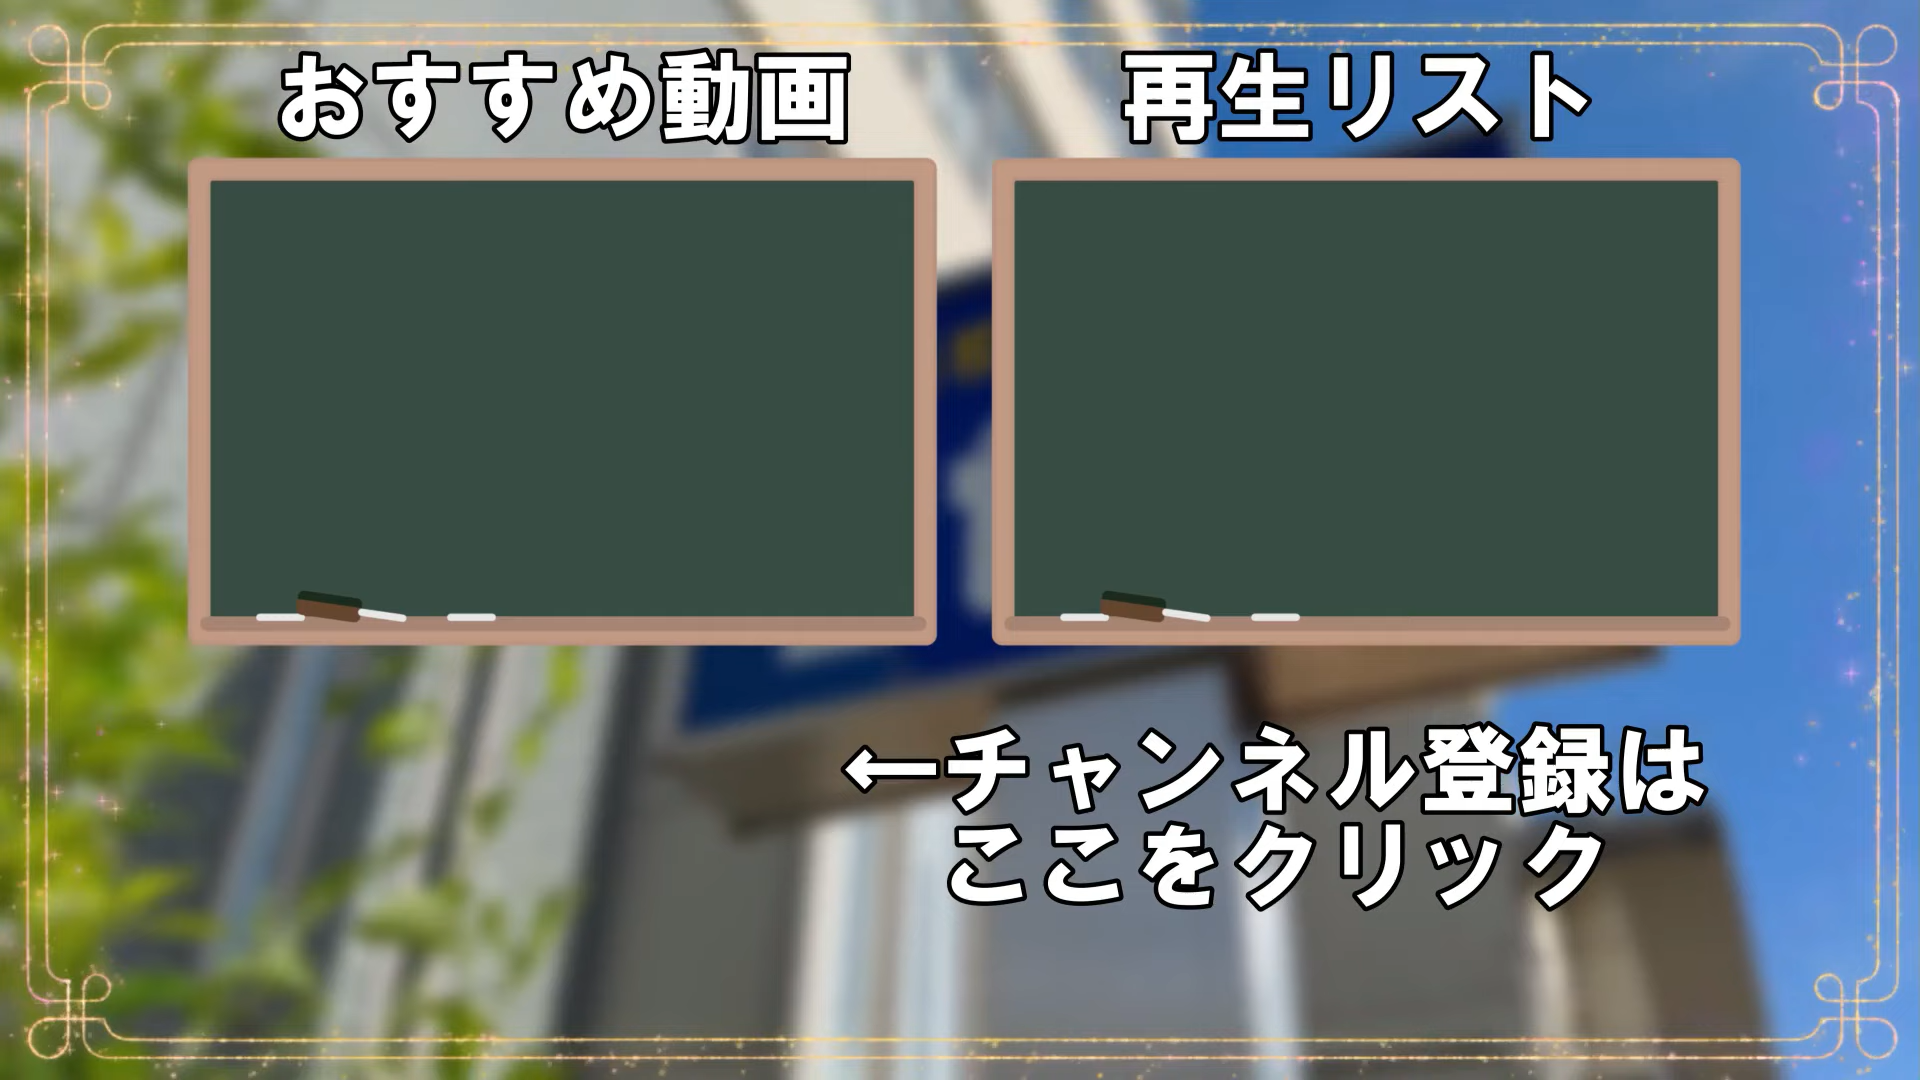 おすすめ動画
再生リスト
←チャンネル登録は
ここをクリック